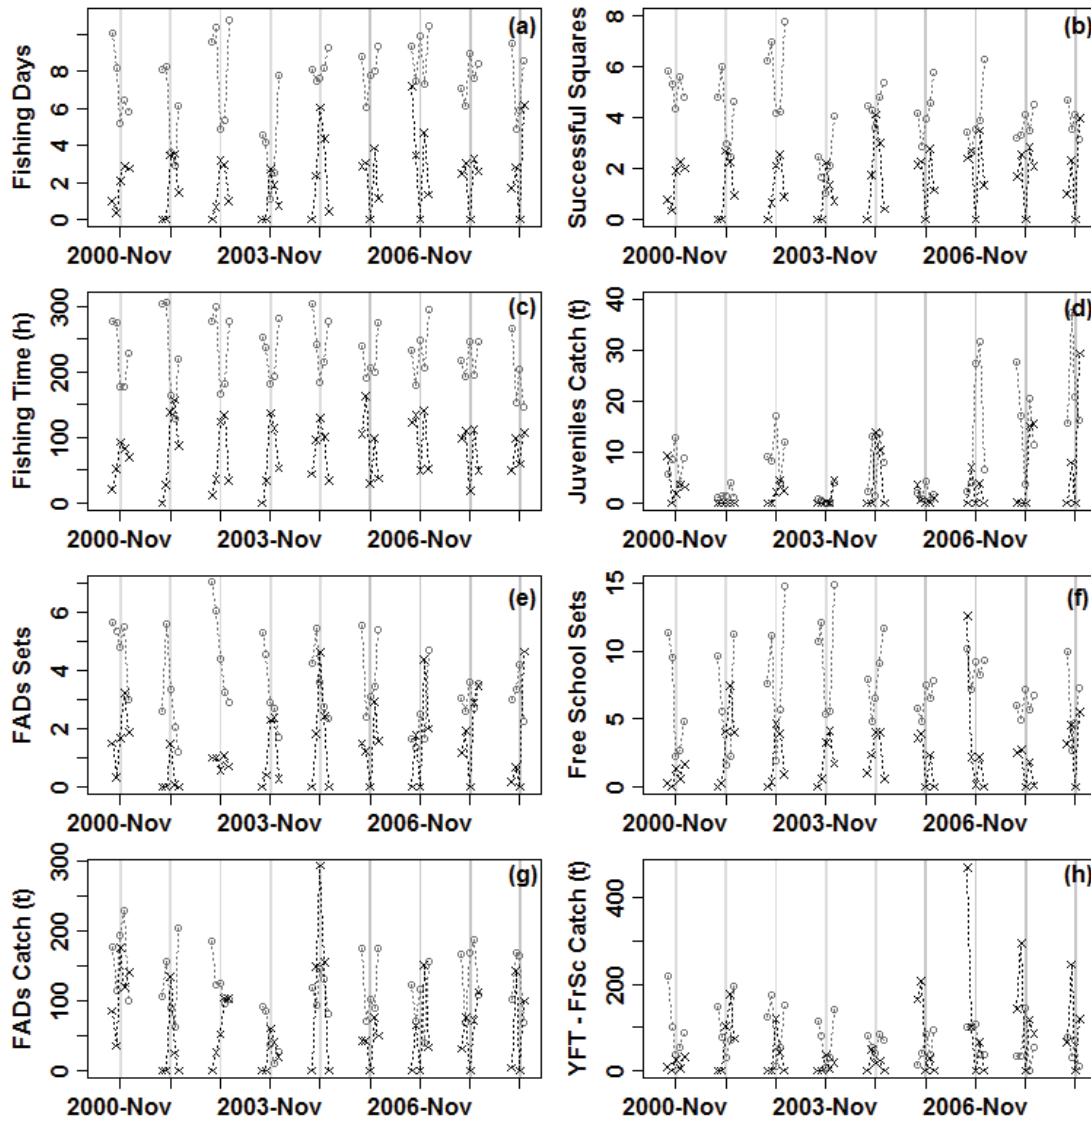 (a)
Fishing Days
0 2 4 6 8
2000-Nov 2003-Nov 2006-Nov
(b)
Successful Squares
0 2 4 6 8
2000-Nov 2003-Nov 2006-Nov
(c)
Fishing Time (h)
0 100 200 300
2000-Nov 2003-Nov 2006-Nov
(d)
Juveniles Catch (t)
0 10 20 30 40
2000-Nov 2003-Nov 2006-Nov
(e)
FADs Sets
0 2 4 6
2000-Nov 2003-Nov 2006-Nov
(f)
Free School Sets
0 5 10 15
2000-Nov 2003-Nov 2006-Nov
(g)
FADs Catch (t)
0 100 200 300
2000-Nov 2003-Nov 2006-Nov
(h)
YFT - FrSc Catch (t)
0 200 400
2000-Nov 2003-Nov 2006-Nov